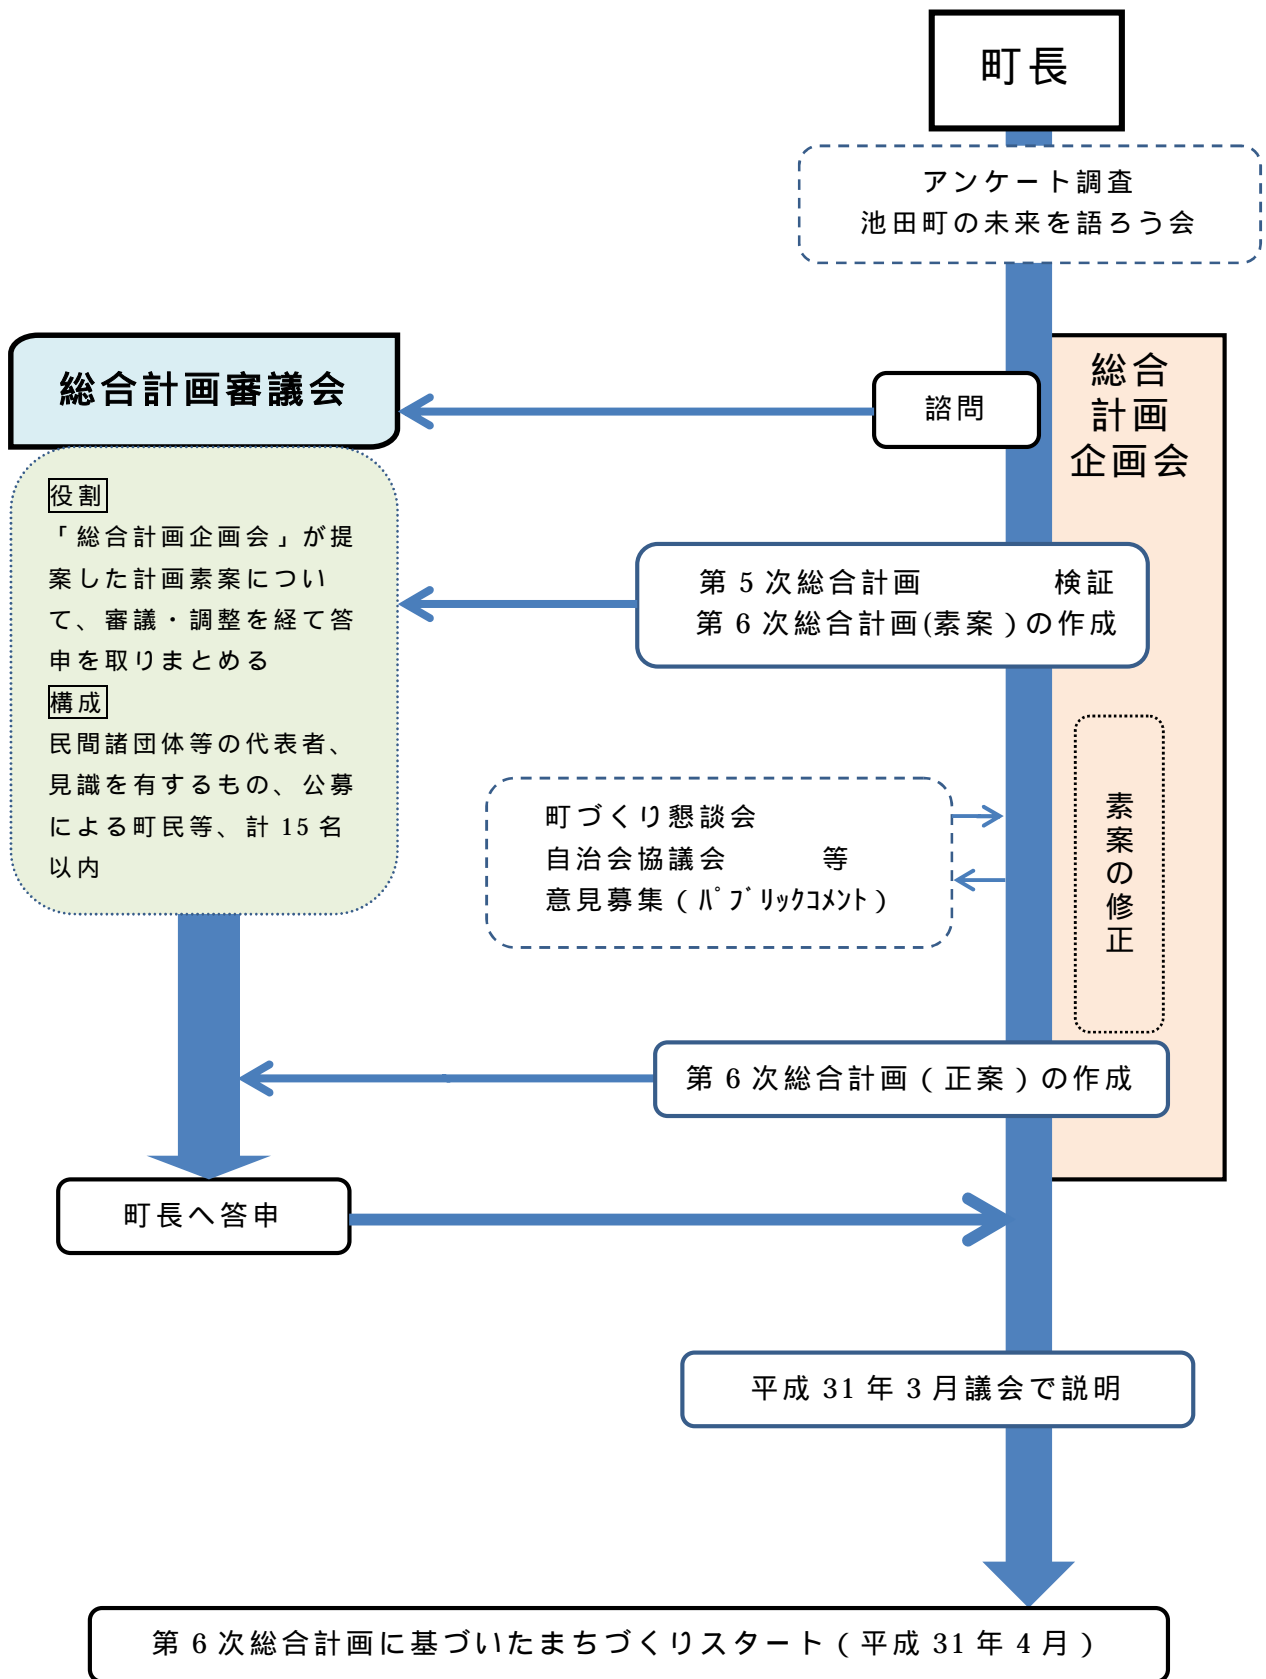 町長
アンケート調査
池田町の未来を語ろう会
総合計画審議会
諮問
総合
計画
企画会
役割
「総合計画企画会」が提
案した計画素案につい
て、審議・調整を経て答
申を取りまとめる
構成
民間諸団体等の代表者、
見識を有するもの、公募
による町民等、計 15 名
以内
第 5 次総合計画　　　　検証
第 6 次総合計画(素案)の作成
町づくり懇談会
自治会協議会　　　等
意見募集(ﾊﾟﾌﾞﾘｯｸｺﾒﾝﾄ)
素案の修正
第 6 次総合計画(正案)の作成
町長へ答申
平成 31 年 3 月議会で説明
第 6 次総合計画に基づいたまちづくりスタート(平成 31 年 4 月)